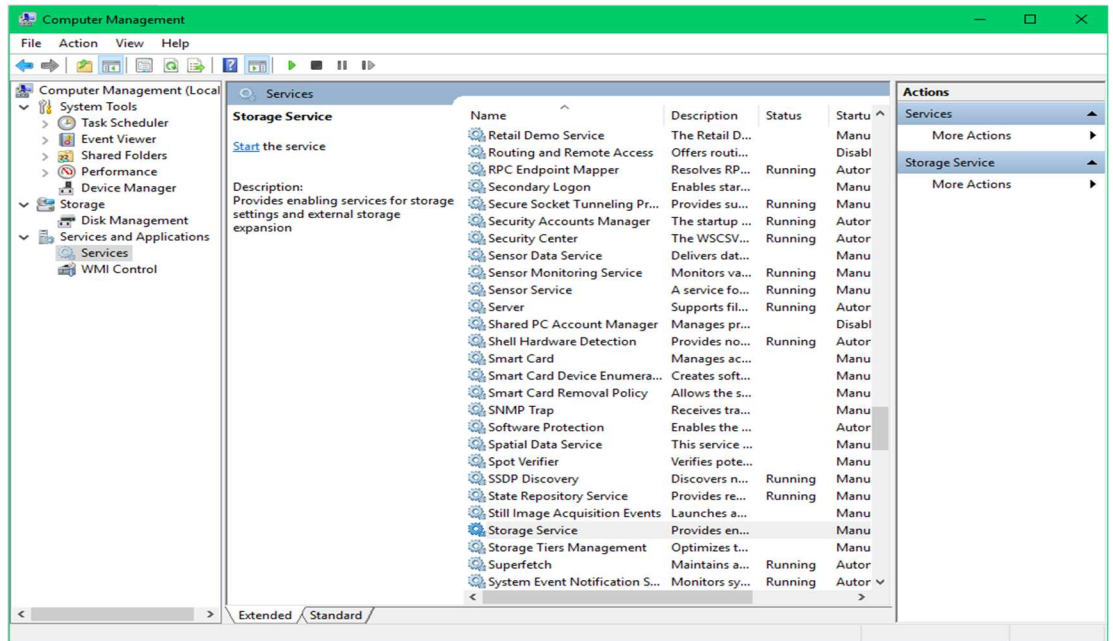 Computer Management
File Action View Help
Computer Management (Local
System Tools
Task Scheduler
Event Viewer
Shared Folders
Performance
Device Manager
Storage
Disk Management
Services and Applications
Services
WMI Control
Services
Storage Service
Start the service
Description:
Provides enabling services for storage
settings and external storage
expansion
Name Description Status Startu
Retail Demo Service The Retail D... Manu
Routing and Remote Access Offers routi... Disabl
RPC Endpoint Mapper Resolves RP... Running Autor
Secondary Logon Enables star... Manu
Secure Socket Tunneling Pr... Provides su... Running Manu
Security Accounts Manager The startup ... Running Autor
Security Center The WSCSV... Running Autor
Sensor Data Service Delivers dat... Manu
Sensor Monitoring Service Monitors va... Running Manu
Sensor Service A service fo... Running Manu
Server Supports fil... Running Autor
Shared PC Account Manager Manages pr... Disabl
Shell Hardware Detection Provides no... Running Autor
Smart Card Manages ac... Manu
Smart Card Device Enumera... Creates soft... Manu
Smart Card Removal Policy Allows the s... Manu
SNMP Trap Receives tra... Manu
Software Protection Enables the ... Autor
Spatial Data Service This service ... Manu
Spot Verifier Verifies pote... Manu
SSDP Discovery Discovers n... Running Manu
State Repository Service Provides re... Running Manu
Still Image Acquisition Events Launches a... Manu
Storage Service Provides en... Manu
Storage Tiers Management Optimizes t... Manu
Superfetch Maintains a... Running Autor
System Event Notification S... Monitors sy... Running Autor
Extended Standard
Actions
Services
More Actions
Storage Service
More Actions